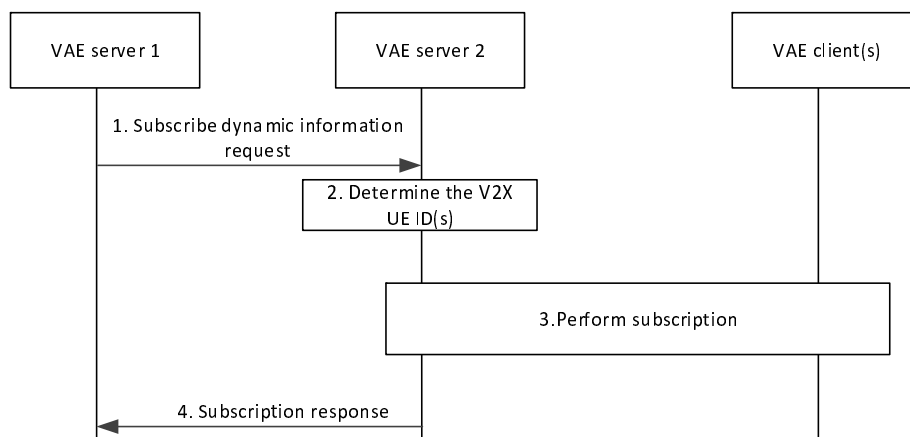 VAE server 1
VAE server 2
VAE client(s)
1. Subscribe dynamic information
request
2. Determine the V2X
UE ID(s)
3.Perform subscription
4. Subscription response